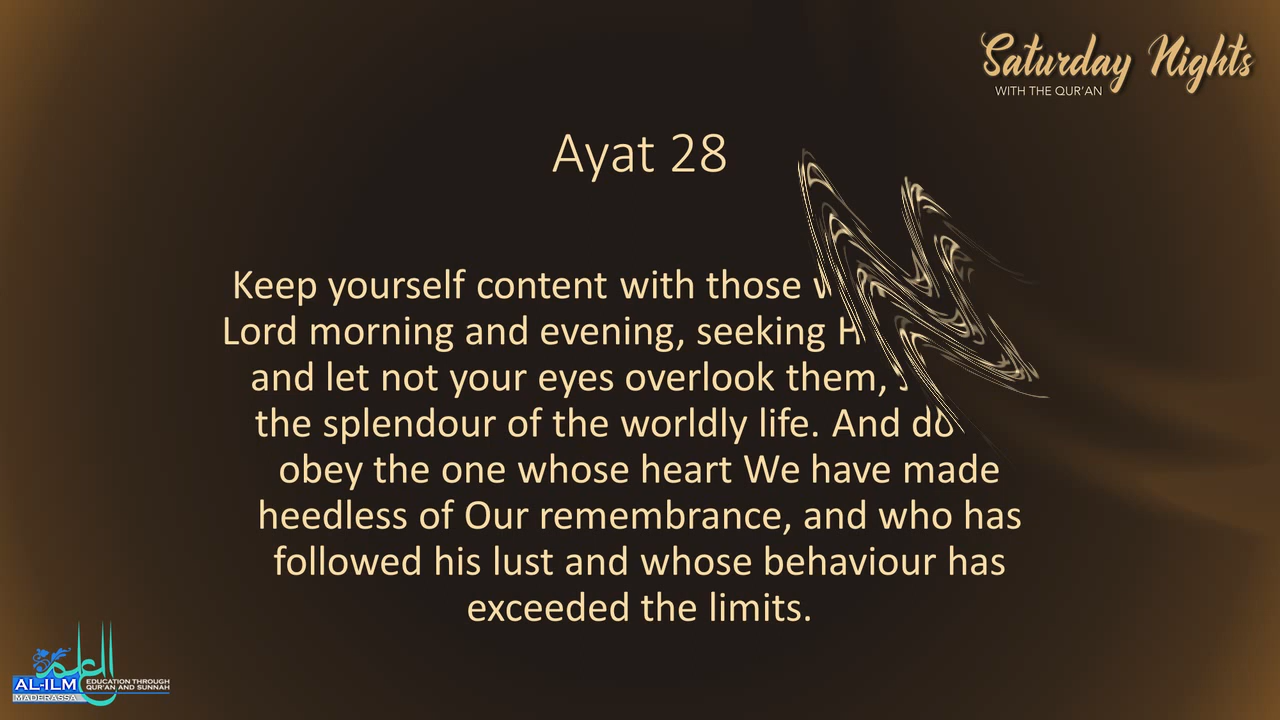 Saturday Nights
WITH THE QUR'AN
Ayat 28
Keep yourself content with those
Lord morning and evening, seeking
and let not your eyes overlook them,
the splendour of the worldly life. And do
obey the one whose heart We have made
heedless of Our remembrance, and who has
followed his lust and whose behaviour has
exceeded the limits.
العلم
AL-ILM
MADERASSA
EDUCATION THROUGH
QUR'AN AND SUNNAH